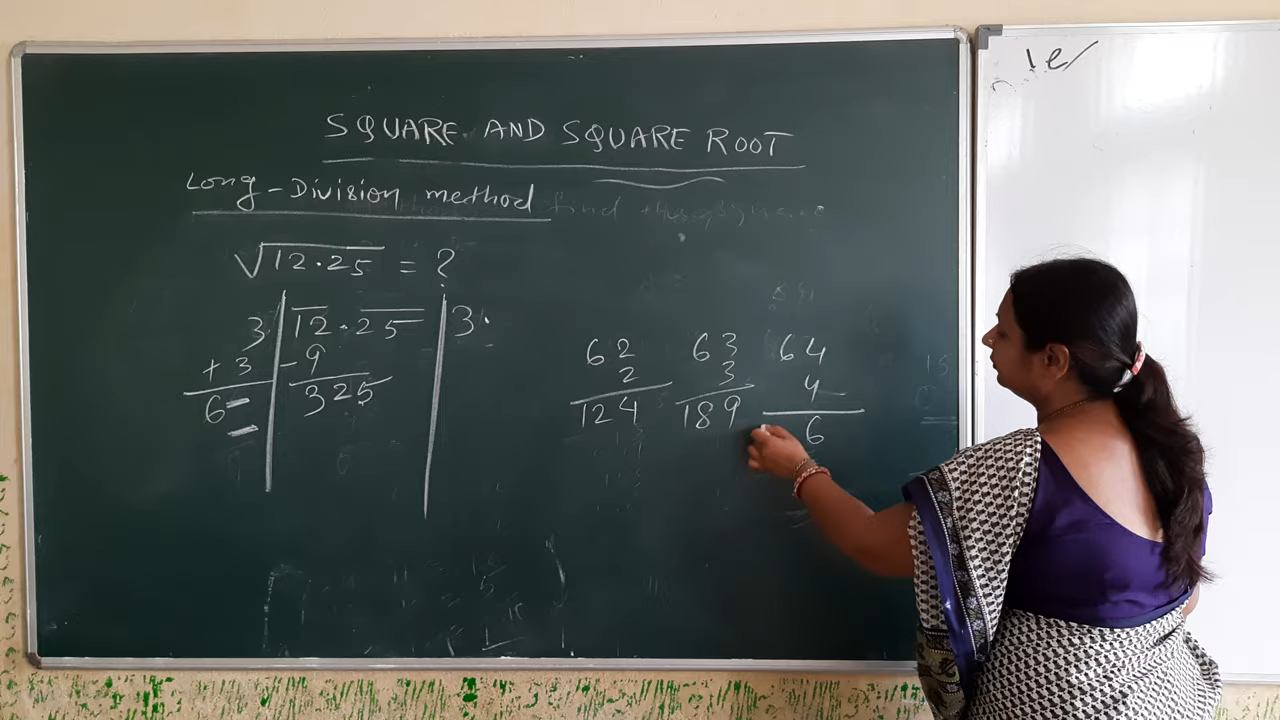 SQUARE AND SQUARE ROOT
Long-Division method
√12.25 = ?
3 | 12.25 | 3.
+3 -9
6 325
62 63 64
2 3 4
124 189 6